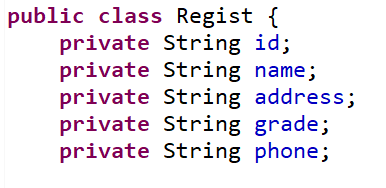 public class Regist {
    private String id;
    private String name;
    private String address;
    private String grade;
    private String phone;